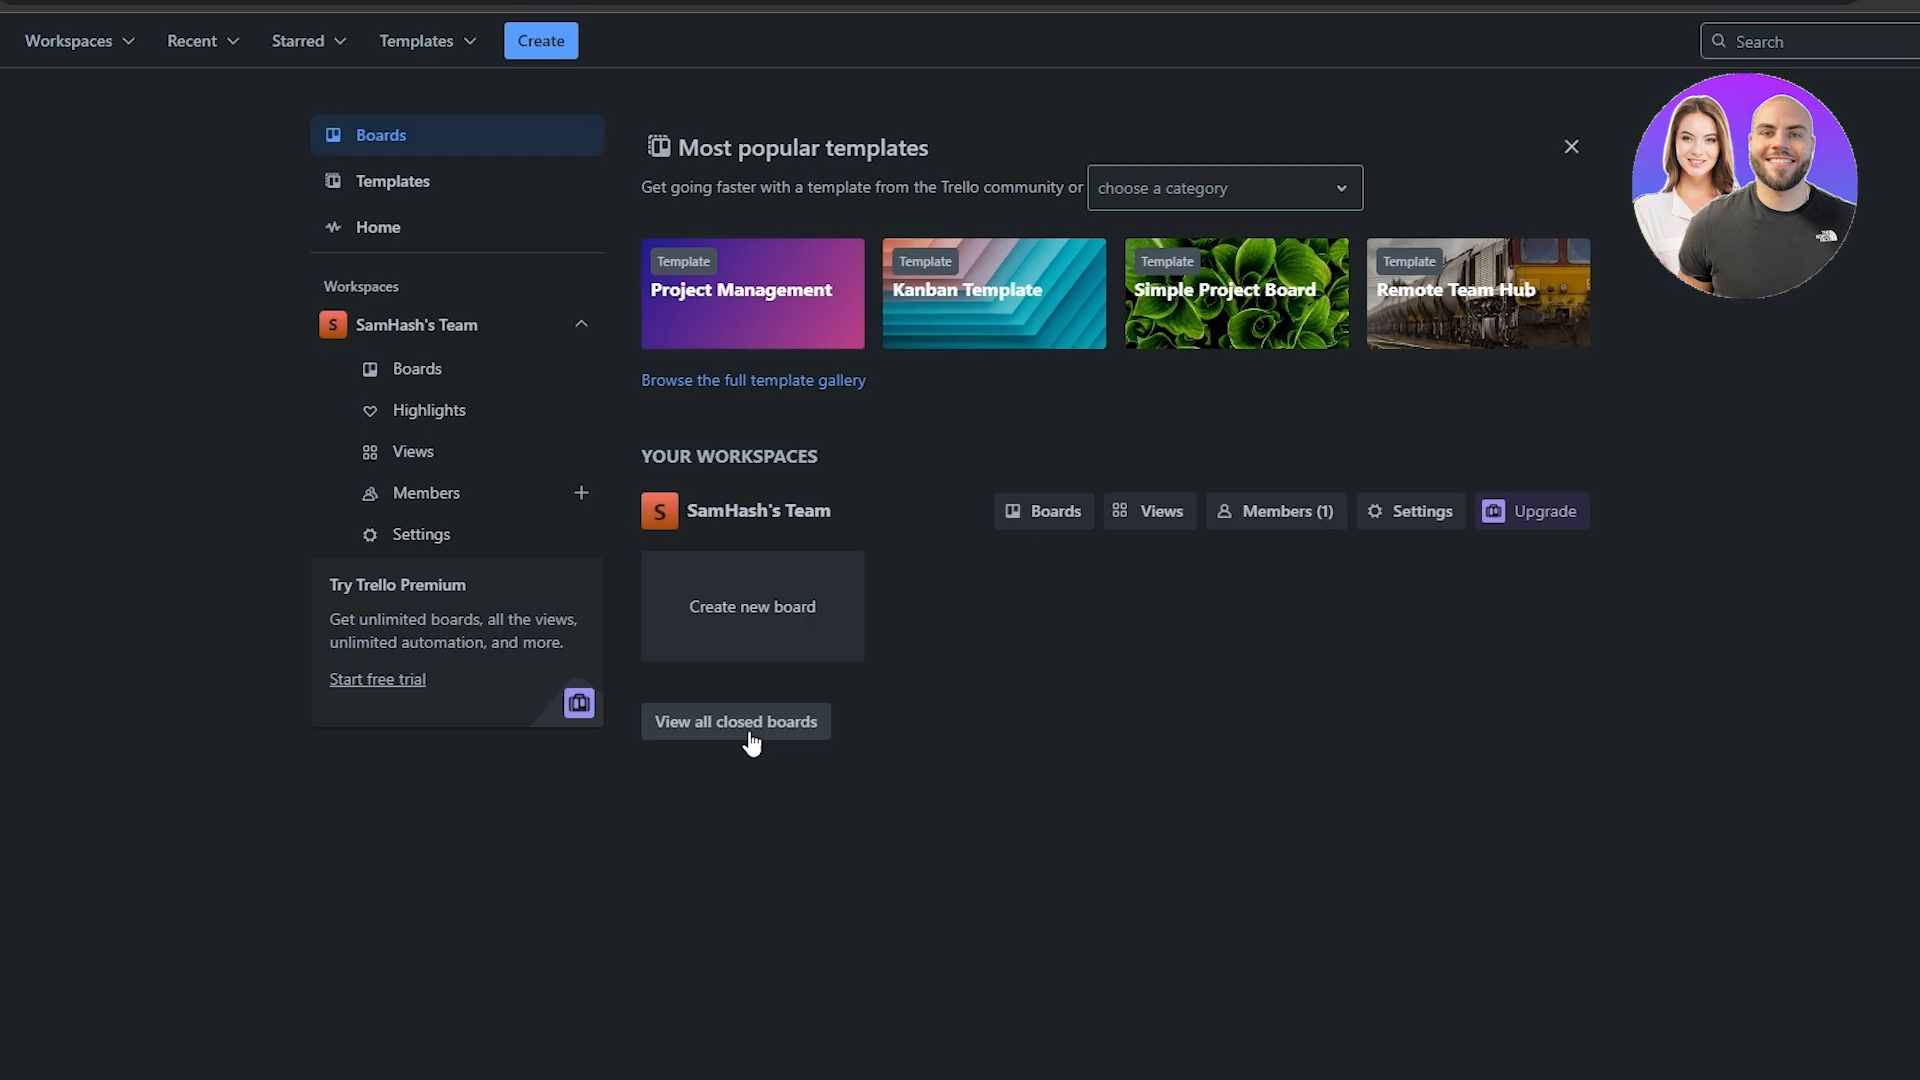 Workspaces Recent Starred Templates Create Search
Boards
Templates
Home
Workspaces
S SamHash's Team
Boards
Highlights
Views
Members
Settings
Try Trello Premium
Get unlimited boards, all the views,
unlimited automation, and more.
Start free trial
Most popular templates
Get going faster with a template from the Trello community or choose a category
Template
Project Management
Template
Kanban Template
Template
Simple Project Board
Template
Remote Team Hub
Browse the full template gallery
YOUR WORKSPACES
S SamHash's Team Boards Views Members (1) Settings Upgrade
Create new board
View all closed boards